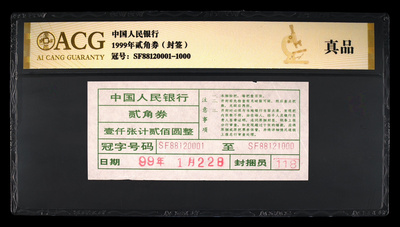 ACG
AI CANG GUARANTY
中国人民银行
1999年贰角券（封签）
冠号：SF88120001-1000
真品
中国人民银行
贰角券
壹仟张计贰佰圆整
注意事项
冠字号码 SF88120001 至 SF88121000
日期 99年 1月22日 封捆员 118